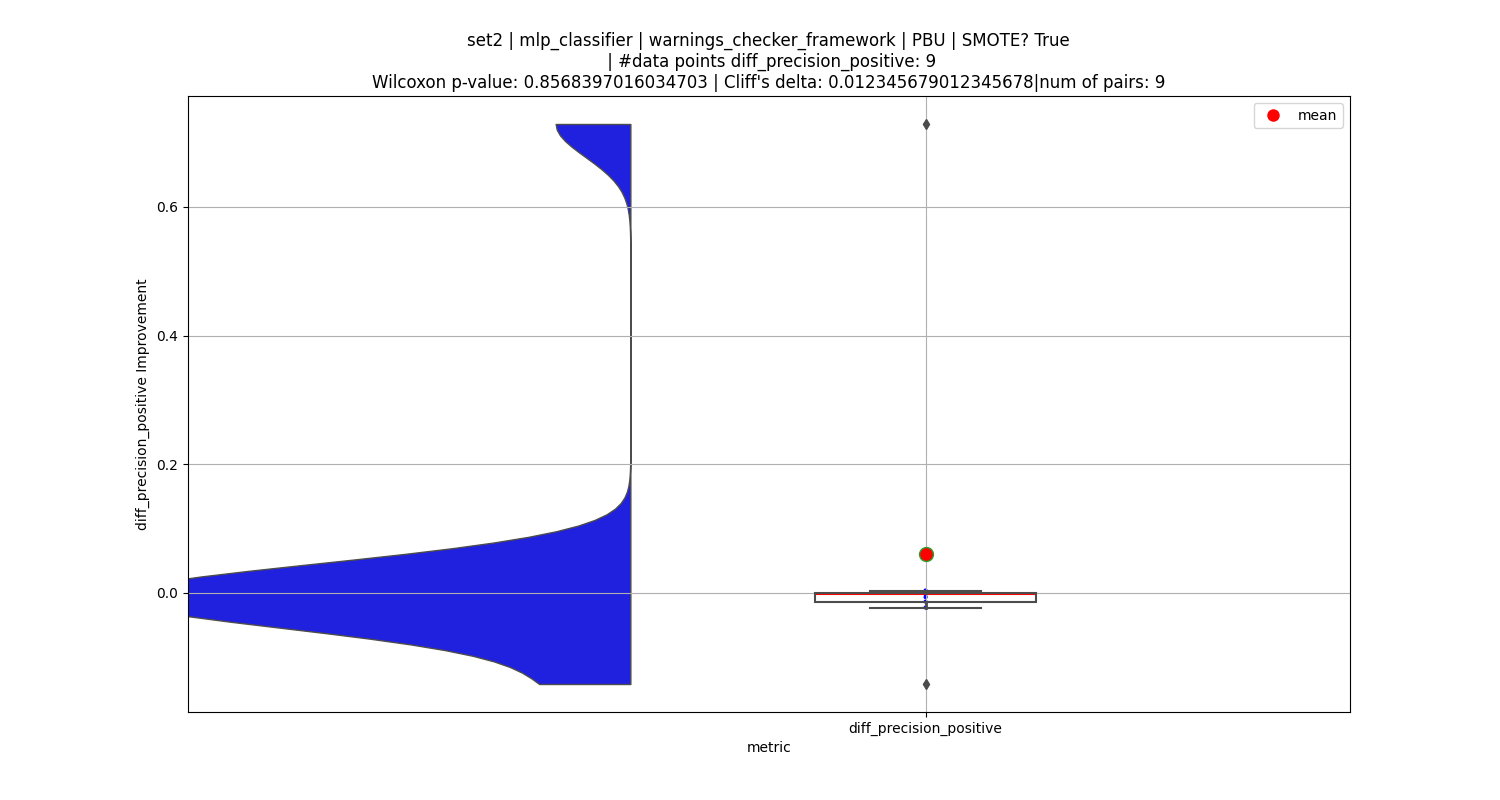 set2 | mlp_classifier | warnings_checker_framework | PBU | SMOTE? True
| #data points diff_precision_positive: 9
Wilcoxon p-value: 0.8568397016034703 | Cliff's delta: 0.012345679012345678|num of pairs: 9
mean
0.6
0.4
0.2
0.0
diff_precision_positive Improvement
diff_precision_positive
metric